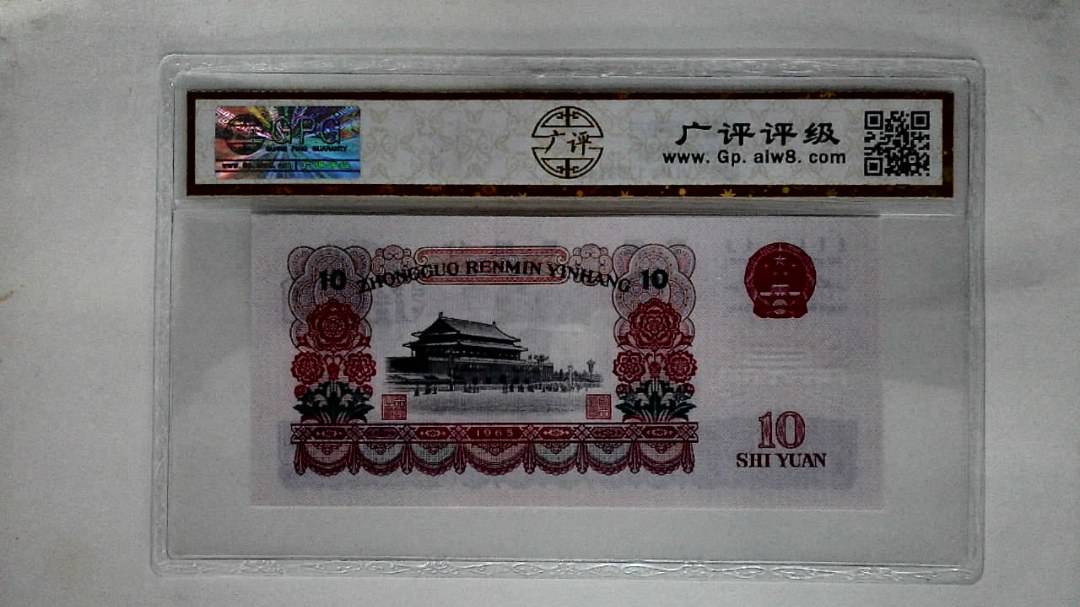 GPG
广评
广评评级
www.Gp.alw8.com
10 ZHONGGUO RENMIN YINHANG 10
1965
10
SHI YUAN